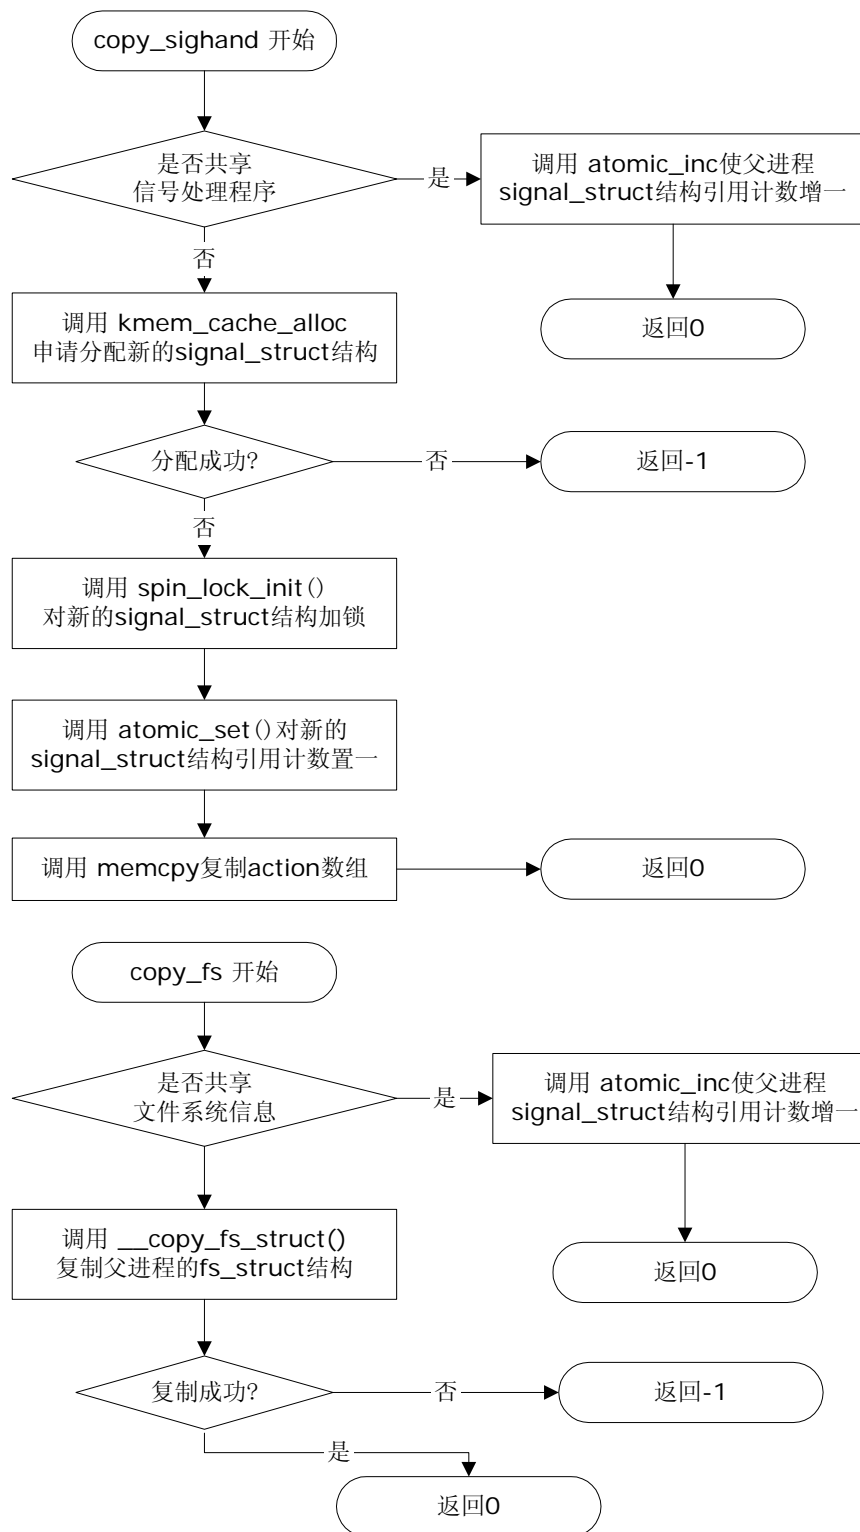 copy_sighand 开始
是否共享
信号处理程序
是
调用 atomic_inc使父进程
signal_struct结构引用计数增一
否
返回0
调用 kmem_cache_alloc
申请分配新的signal_struct结构
分配成功?
否
返回-1
否
调用 spin_lock_init()
对新的signal_struct结构加锁
调用 atomic_set()对新的
signal_struct结构引用计数置一
调用 memcpy复制action数组
返回0
copy_fs 开始
是否共享
文件系统信息
是
调用 atomic_inc使父进程
signal_struct结构引用计数增一
调用 __copy_fs_struct()
复制父进程的fs_struct结构
返回0
复制成功?
否
返回-1
是
返回0